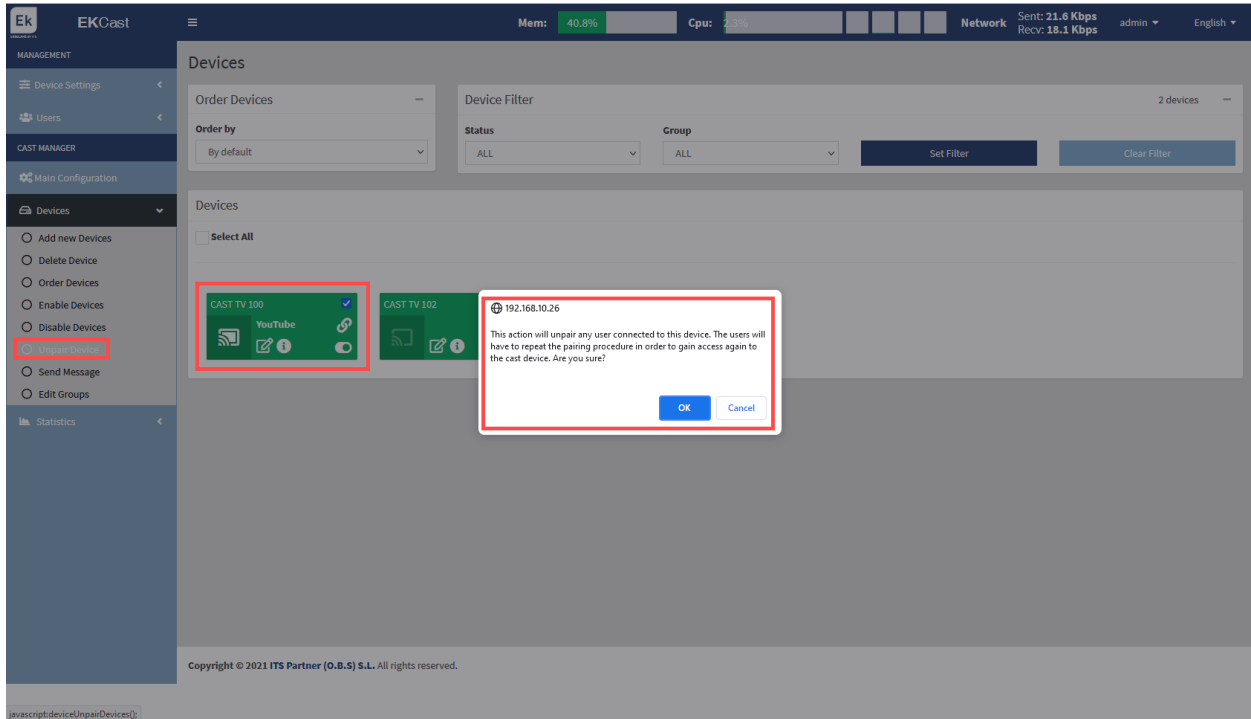 Ek
EKCast
Mem: 40.8%
Cpu: 2.3%
Network
Sent: 21.6 Kbps
Recv: 18.1 Kbps
admin
English
MANAGEMENT
Device Settings
Users
CAST MANAGER
Main Configuration
Devices
Add new Devices
Delete Device
Order Devices
Enable Devices
Disable Devices
Unpair Device
Send Message
Edit Groups
Statistics
Devices
Order Devices
Order by
By default
Device Filter
2 devices
Status
Group
ALL
ALL
Set Filter
Clear Filter
Devices
Select All
CAST TV 100
YouTube
CAST TV 102
192.168.10.26
This action will unpair any user connected to this device. The users will
have to repeat the pairing procedure in order to gain access again to
the cast device. Are you sure?
OK
Cancel
Copyright © 2021 ITS Partner (O.B.S) S.L. All rights reserved.
javascript:deviceUnpairDevices();